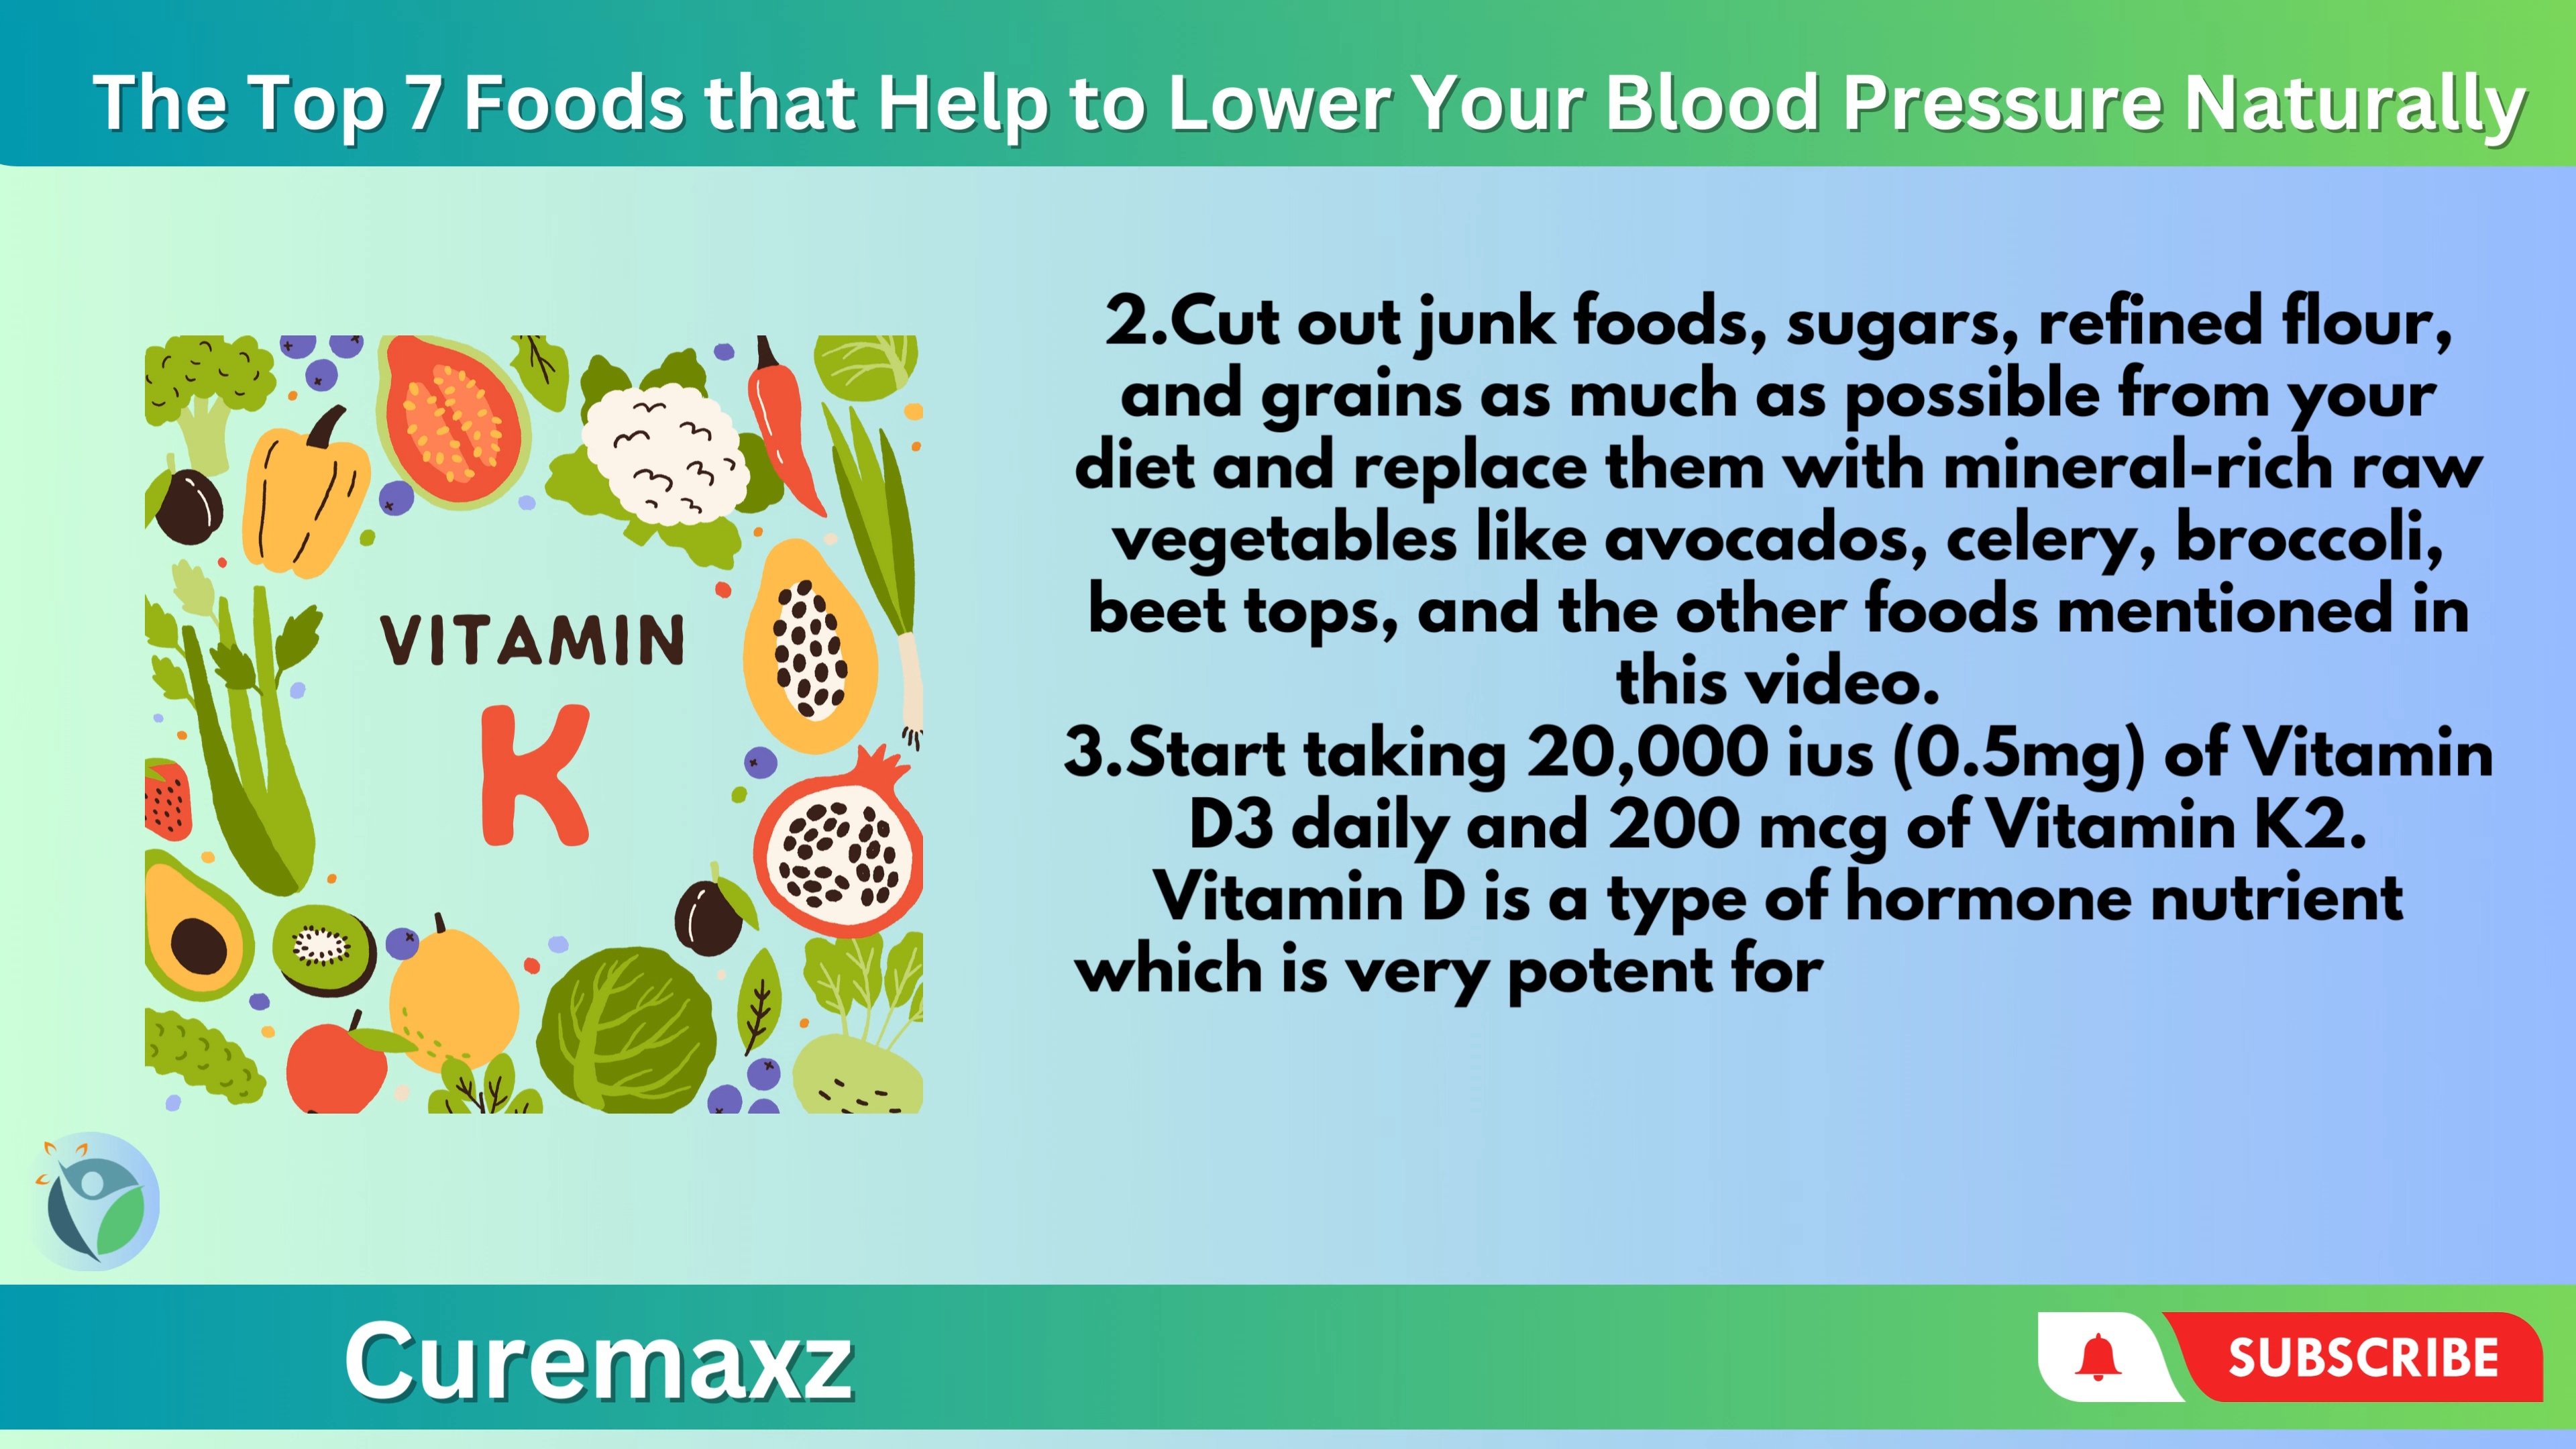 The Top 7 Foods that Help to Lower Your Blood Pressure Naturally
VITAMIN
K
2.Cut out junk foods, sugars, refined flour,
and grains as much as possible from your
diet and replace them with mineral-rich raw
vegetables like avocados, celery, broccoli,
beet tops, and the other foods mentioned in
this video.
3.Start taking 20,000 ius (0.5mg) of Vitamin
D3 daily and 200 mcg of Vitamin K2.
Vitamin D is a type of hormone nutrient
which is very potent for
Curemaxz
SUBSCRIBE